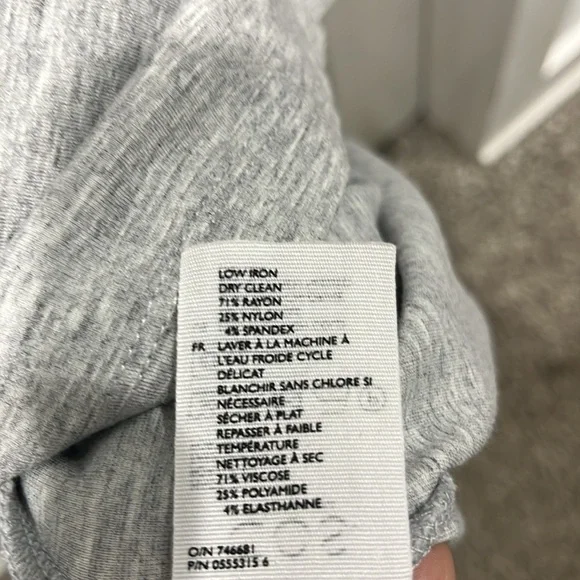 LOW IRON
DRY CLEAN
71% RAYON
25% NYLON
4% SPANDEX
FR LAVER À LA MACHINE À
L'EAU FROIDE CYCLE
DÉLICAT
BLANCHIR SANS CHLORE SI
NÉCESSAIRE
SÉCHER À PLAT
REPASSER À FAIBLE
TEMPÉRATURE
NETTOYAGE À SEC
71% VISCOSE
25% POLYAMIDE
4% ELASTHANNE
O/N 746681
P/N 0555315 6